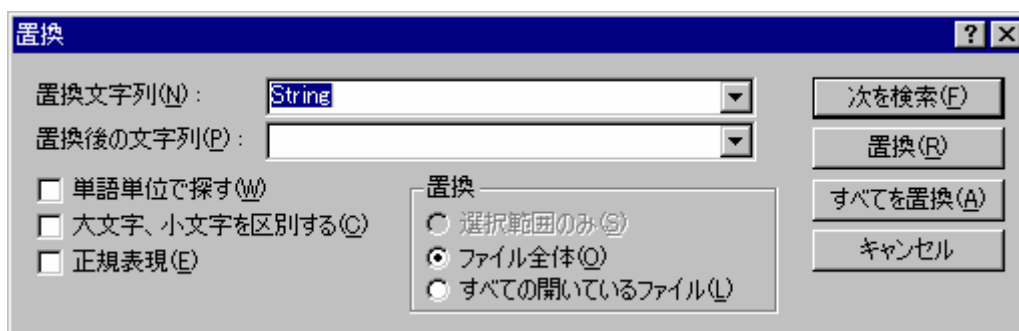 置換
置換文字列(N)：
String
次を検索(F)
置換後の文字列(P)：
置換(R)
単語単位で探す(W)
大文字、小文字を区別する(C)
正規表現(E)
置換
選択範囲のみ(S)
ファイル全体(O)
すべての開いているファイル(L)
すべてを置換(A)
キャンセル